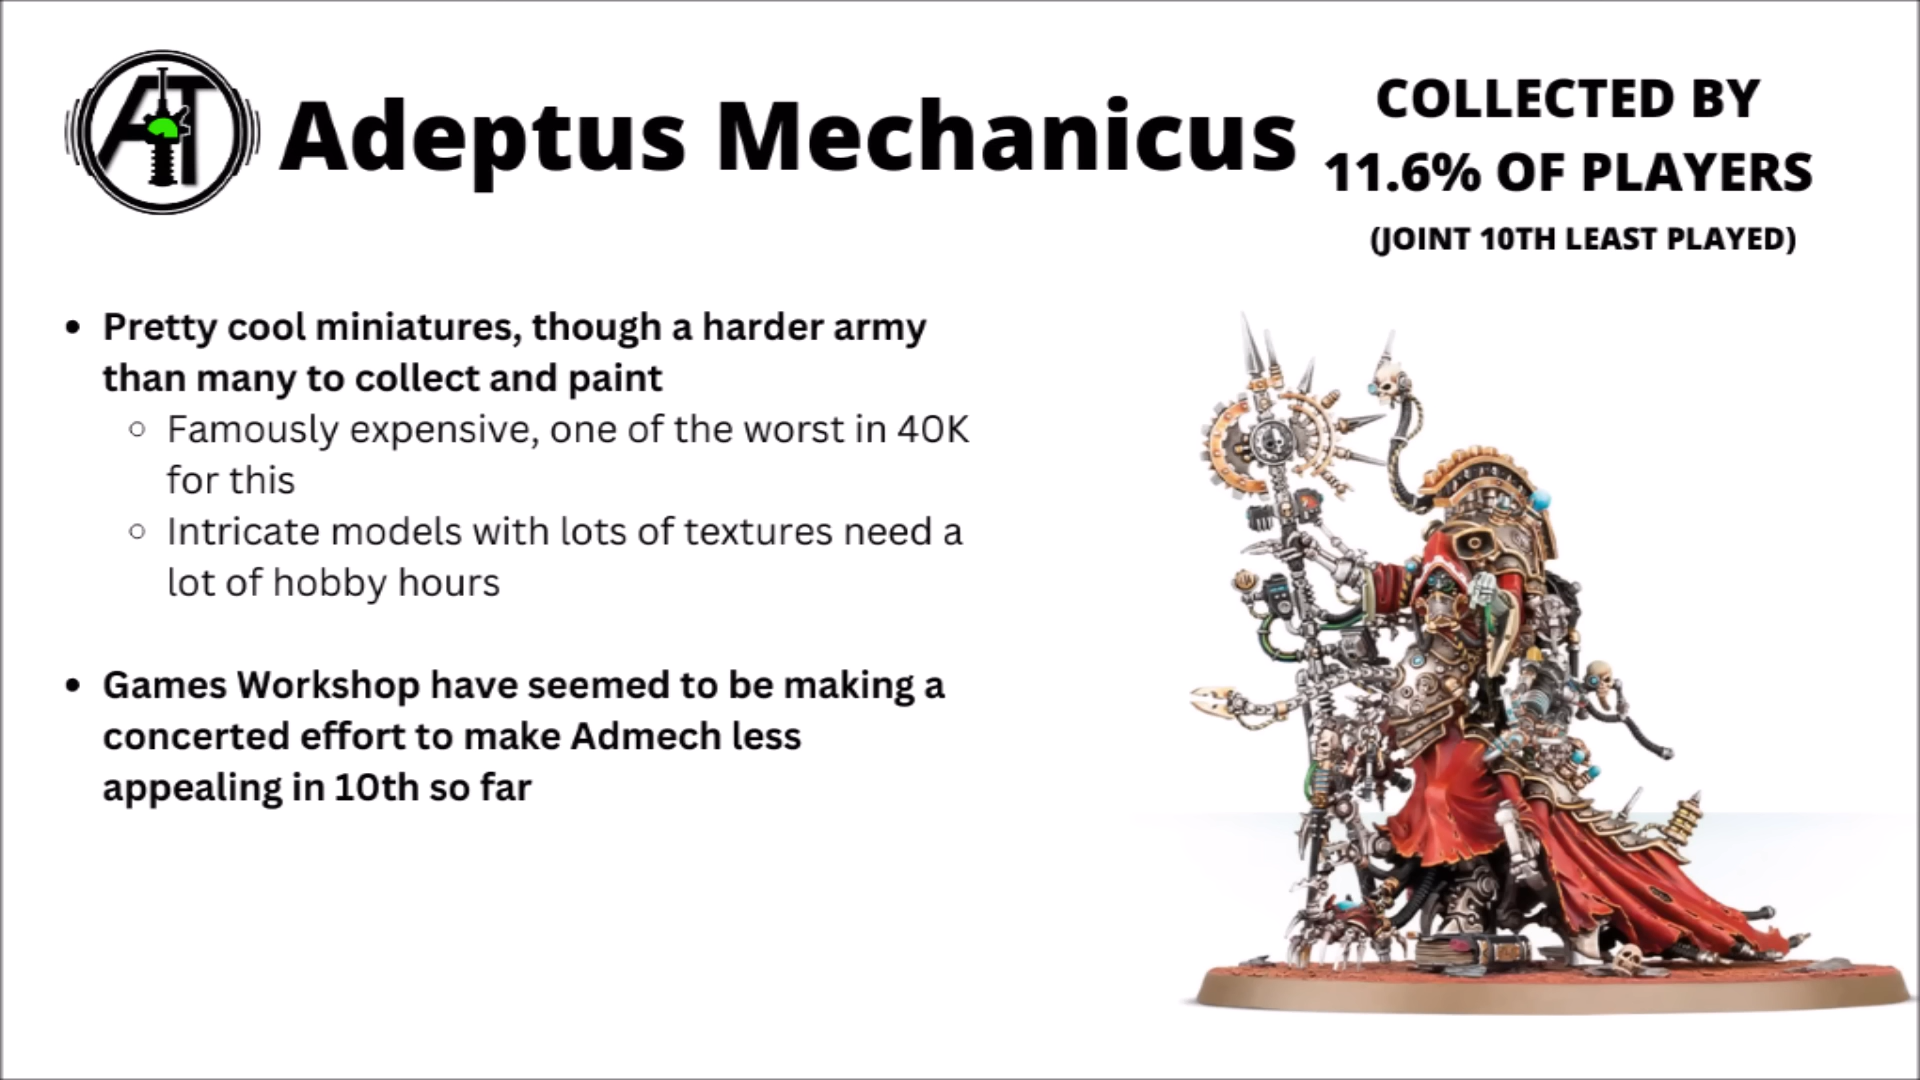 AT
Adeptus Mechanicus
COLLECTED BY
11.6% OF PLAYERS
(JOINT 10TH LEAST PLAYED)
• Pretty cool miniatures, though a harder army
than many to collect and paint
◦ Famously expensive, one of the worst in 40K
for this
◦ Intricate models with lots of textures need a
lot of hobby hours
• Games Workshop have seemed to be making a
concerted effort to make Admech less
appealing in 10th so far